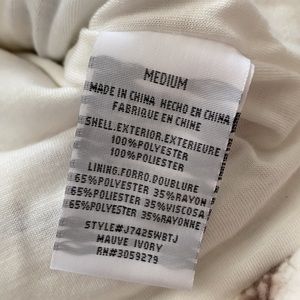 MEDIUM
MADE IN CHINA HECHO EN CHINA
FABRIQUE EN CHINE
SHELL.EXTERIOR.EXTERIEURE
100%POLYESTER
100%POLIESTER
LINING.FORRO.DOUBLURE
65%POLYESTER 35%RAYON
65%POLIESTER 35%VISCOSA
65%POLYESTER 35%RAYONNE
STYLE#J7425WBTJ
MAUVE IVORY
RN#3059279